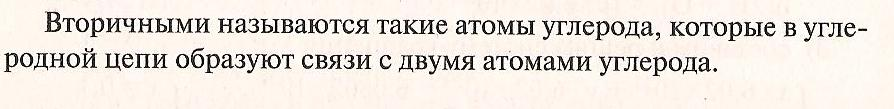 Вторичными называются такие атомы углерода, которые в угле-
родной цепи образуют связи с двумя атомами углерода.